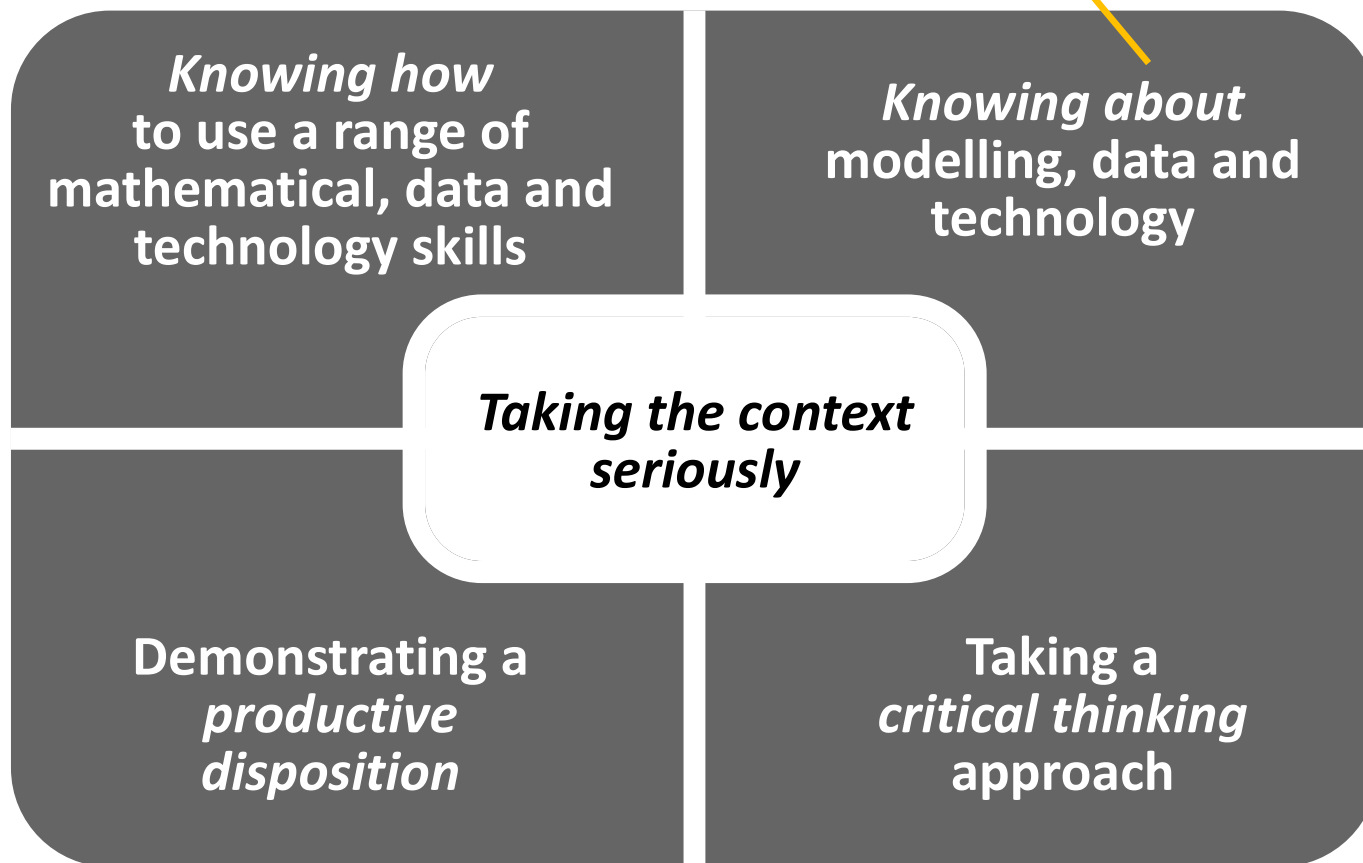 Knowing how
to use a range of
mathematical, data and
technology skills
Knowing about
modelling, data and
technology
Taking the context
seriously
Demonstrating a
productive
disposition
Taking a
critical thinking
approach